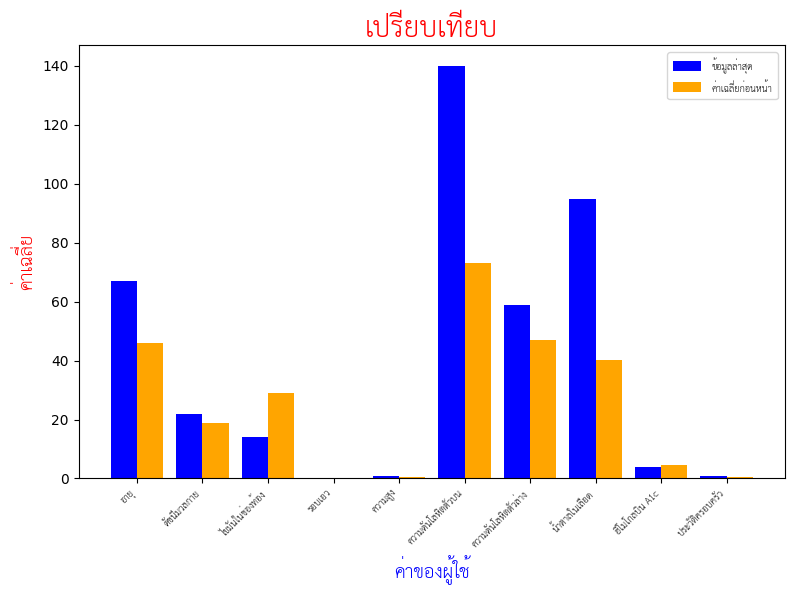 เปรียบเทียบ
ข้อมูลล่าสุด
ค่าเฉลี่ยก่อนหน้า
ค่าเฉลี่ย
140
120
100
80
60
40
20
0
อายุ
ดัชนีมวลกาย
ไขมันในช่องท้อง
รอบเอว
ความสูง
ความดันโลหิตตัวบน
ความดันโลหิตตัวล่าง
น้ำตาลในเลือด
ฮีโมโกลบิน A1c
ประวัติครอบครัว
ค่าของผู้ใช้